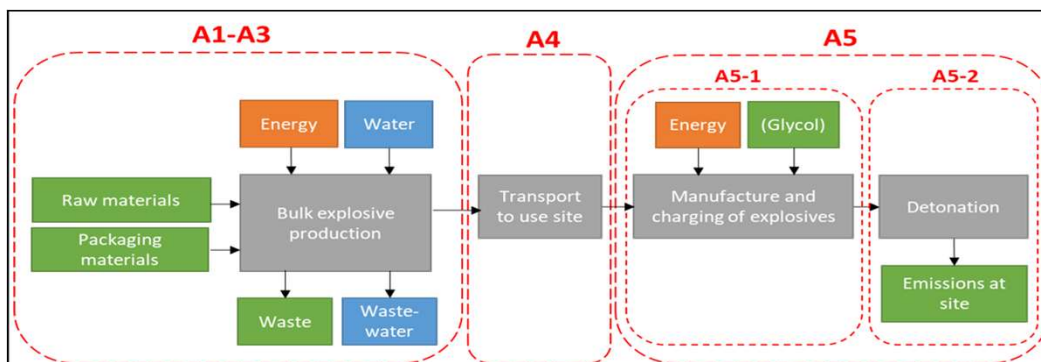 A1-A3
A4
A5
A5-1
A5-2
Energy
Water
Energy
(Glycol)
Raw materials
Packaging
materials
Bulk explosive
production
Transport
to use site
Manufacture and
charging of explosives
Detonation
Waste
Waste-
water
Emissions at
site